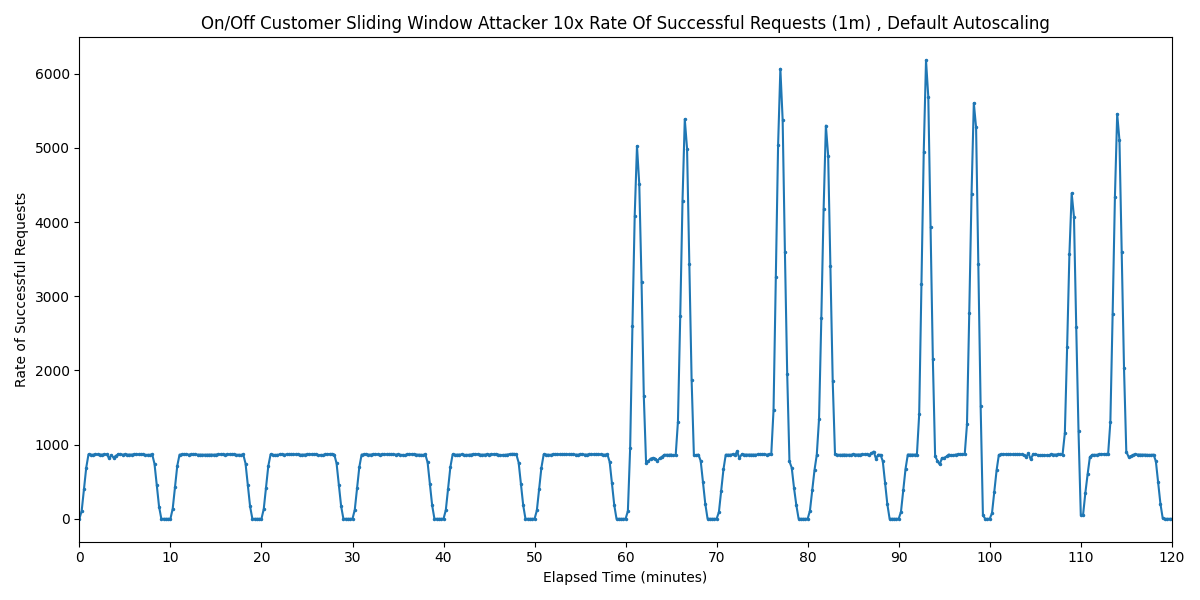 On/Off Customer Sliding Window Attacker 10x Rate Of Successful Requests (1m) , Default Autoscaling
Rate of Successful Requests
6000
5000
4000
3000
2000
1000
0
0 10 20 30 40 50 60 70 80 90 100 110 120
Elapsed Time (minutes)